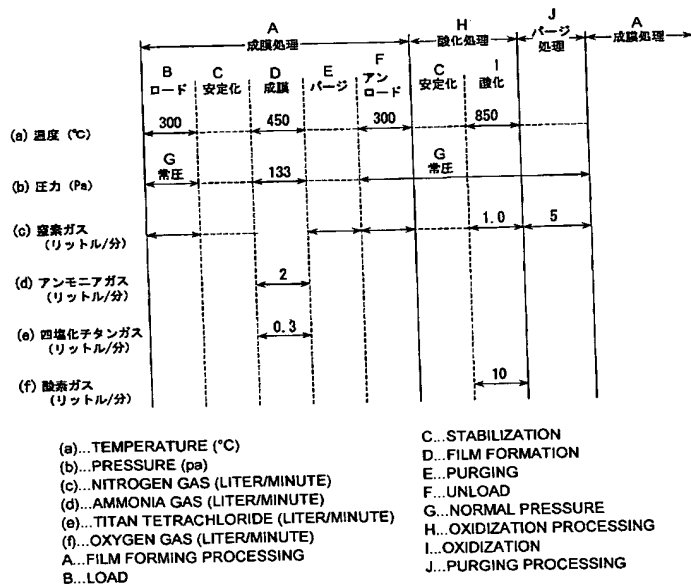 A
成膜処理
H
酸化処理
J
パージ
処理
A
成膜処理
B
ロード
C
安定化
D
成膜
E
パージ
F
アン
ロード
C
安定化
I
酸化
(a) 温度 (℃)
300
450
300
850
(b) 圧力 (Pa)
G
常圧
133
G
常圧
(c) 窒素ガス
(リットル/分)
1.0
5
(d) アンモニアガス
(リットル/分)
2
(e) 四塩化チタンガス
(リットル/分)
0.3
(f) 酸素ガス
(リットル/分)
10
(a)...TEMPERATURE (°C)
(b)...PRESSURE (pa)
(c)...NITROGEN GAS (LITER/MINUTE)
(d)...AMMONIA GAS (LITER/MINUTE)
(e)...TITAN TETRACHLORIDE (LITER/MINUTE)
(f)...OXYGEN GAS (LITER/MINUTE)
A...FILM FORMING PROCESSING
B...LOAD
C...STABILIZATION
D...FILM FORMATION
E...PURGING
F...UNLOAD
G...NORMAL PRESSURE
H...OXIDIZATION PROCESSING
I...OXIDIZATION
J...PURGING PROCESSING